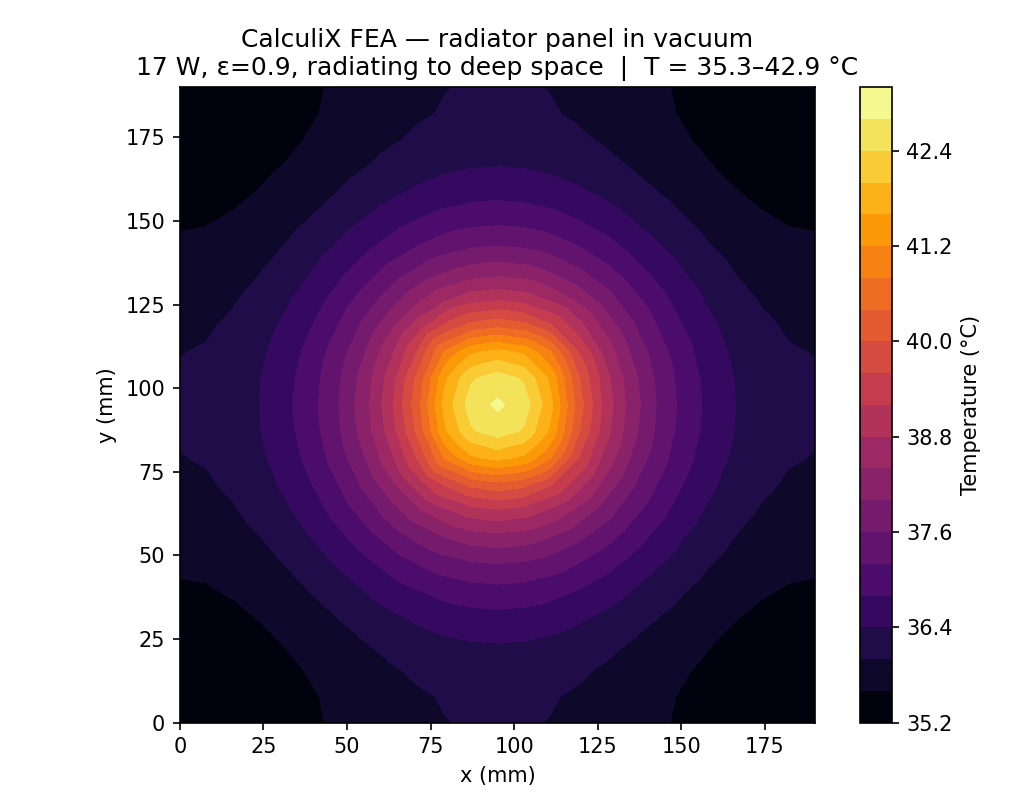 CalculiX FEA — radiator panel in vacuum
17 W, ε=0.9, radiating to deep space | T = 35.3–42.9 °C
175
150
125
100
75
50
25
0
y (mm)
0 25 50 75 100 125 150 175
x (mm)
42.4
41.2
40.0
38.8
37.6
36.4
35.2
Temperature (°C)